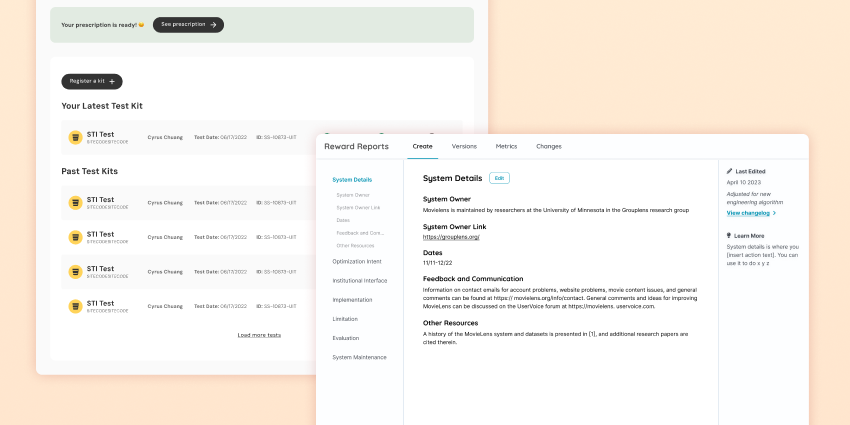 Your prescription is ready!
See prescription
Register a kit
Your Latest Test Kit
STI Test
SITECODESITECODE
Cyrus Chuang
Test Date: 06/17/2022
ID: SS-10873-UIT
Past Test Kits
STI Test
SITECODESITECODE
Cyrus Chuang
Test Date: 06/17/2022
ID: SS-10873-UIT
STI Test
SITECODESITECODE
Cyrus Chuang
Test Date: 06/17/2022
ID: SS-10873-UIT
STI Test
SITECODESITECODE
Cyrus Chuang
Test Date: 06/17/2022
ID: SS-10873-UIT
STI Test
SITECODESITECODE
Cyrus Chuang
Test Date: 06/17/2022
ID: SS-10873-UIT
Load more tests
Reward Reports
Create
Versions
Metrics
Changes
System Details
System Owner
System Owner Link
Dates
Feedback and Com...
Other Resources
Optimization Intent
Institutional Interface
Implementation
Limitation
Evaluation
System Maintenance
System Details
Edit
System Owner
Movielens is maintained by researchers at the University of Minnesota in the Grouplens research group
System Owner Link
https://grouplens.org/
Dates
11/11-12/22
Feedback and Communication
Information on contact emails for account problems, website problems, movie content issues, and general
comments can be found at https:// movielens.org/info/contact. General comments and ideas for improving
MovieLens can be discussed on the UserVoice forum at https://movielens. uservoice.com.
Other Resources
A history of the MovieLens system and datasets is presented in [1], and additional research papers are
cited therein.
Last Edited
April 10 2023
Adjusted for new
engineering algorithm
View changelog
Learn More
System details is where you
[insert action text]. You can
use it to do x y z